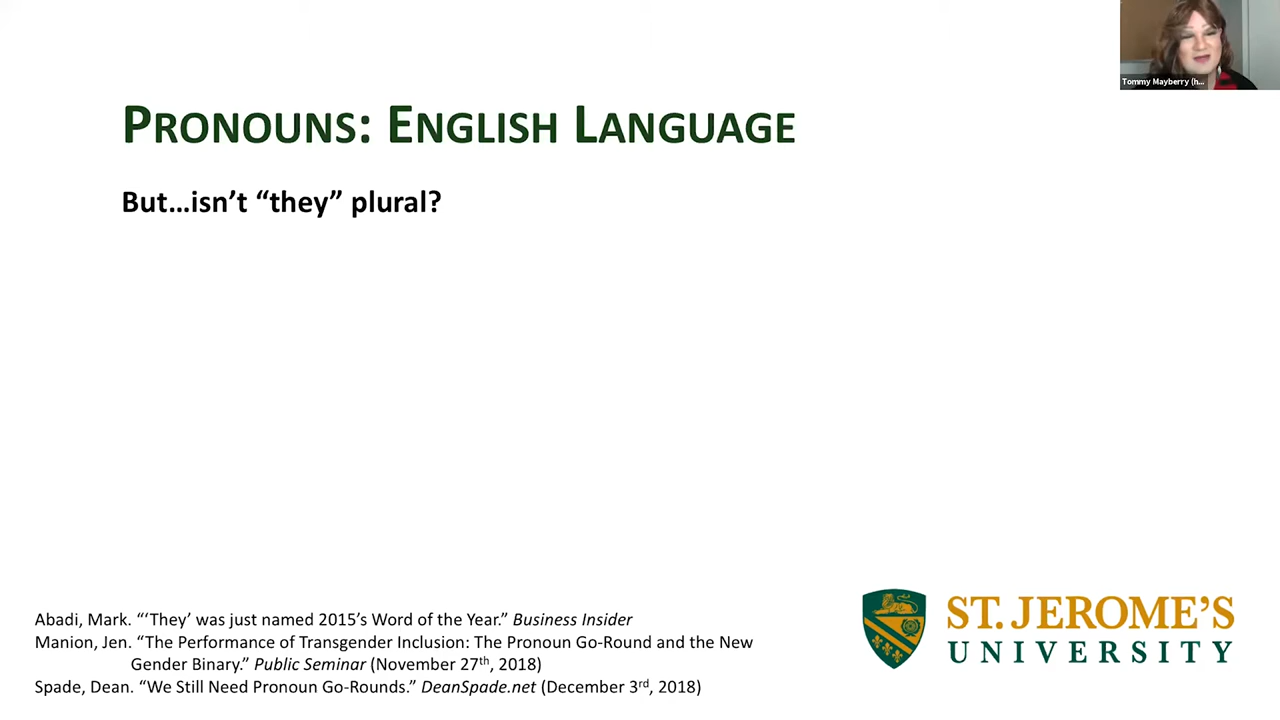 Tommy Mayberry (h...
PRONOUNS: ENGLISH LANGUAGE
But...isn't “they” plural?
Abadi, Mark. “‘They’ was just named 2015’s Word of the Year.” Business Insider
Manion, Jen. “The Performance of Transgender Inclusion: The Pronoun Go-Round and the New
Gender Binary.” Public Seminar (November 27th, 2018)
Spade, Dean. “We Still Need Pronoun Go-Rounds.” DeanSpade.net (December 3rd, 2018)
ST. JEROME'S
UNIVERSITY